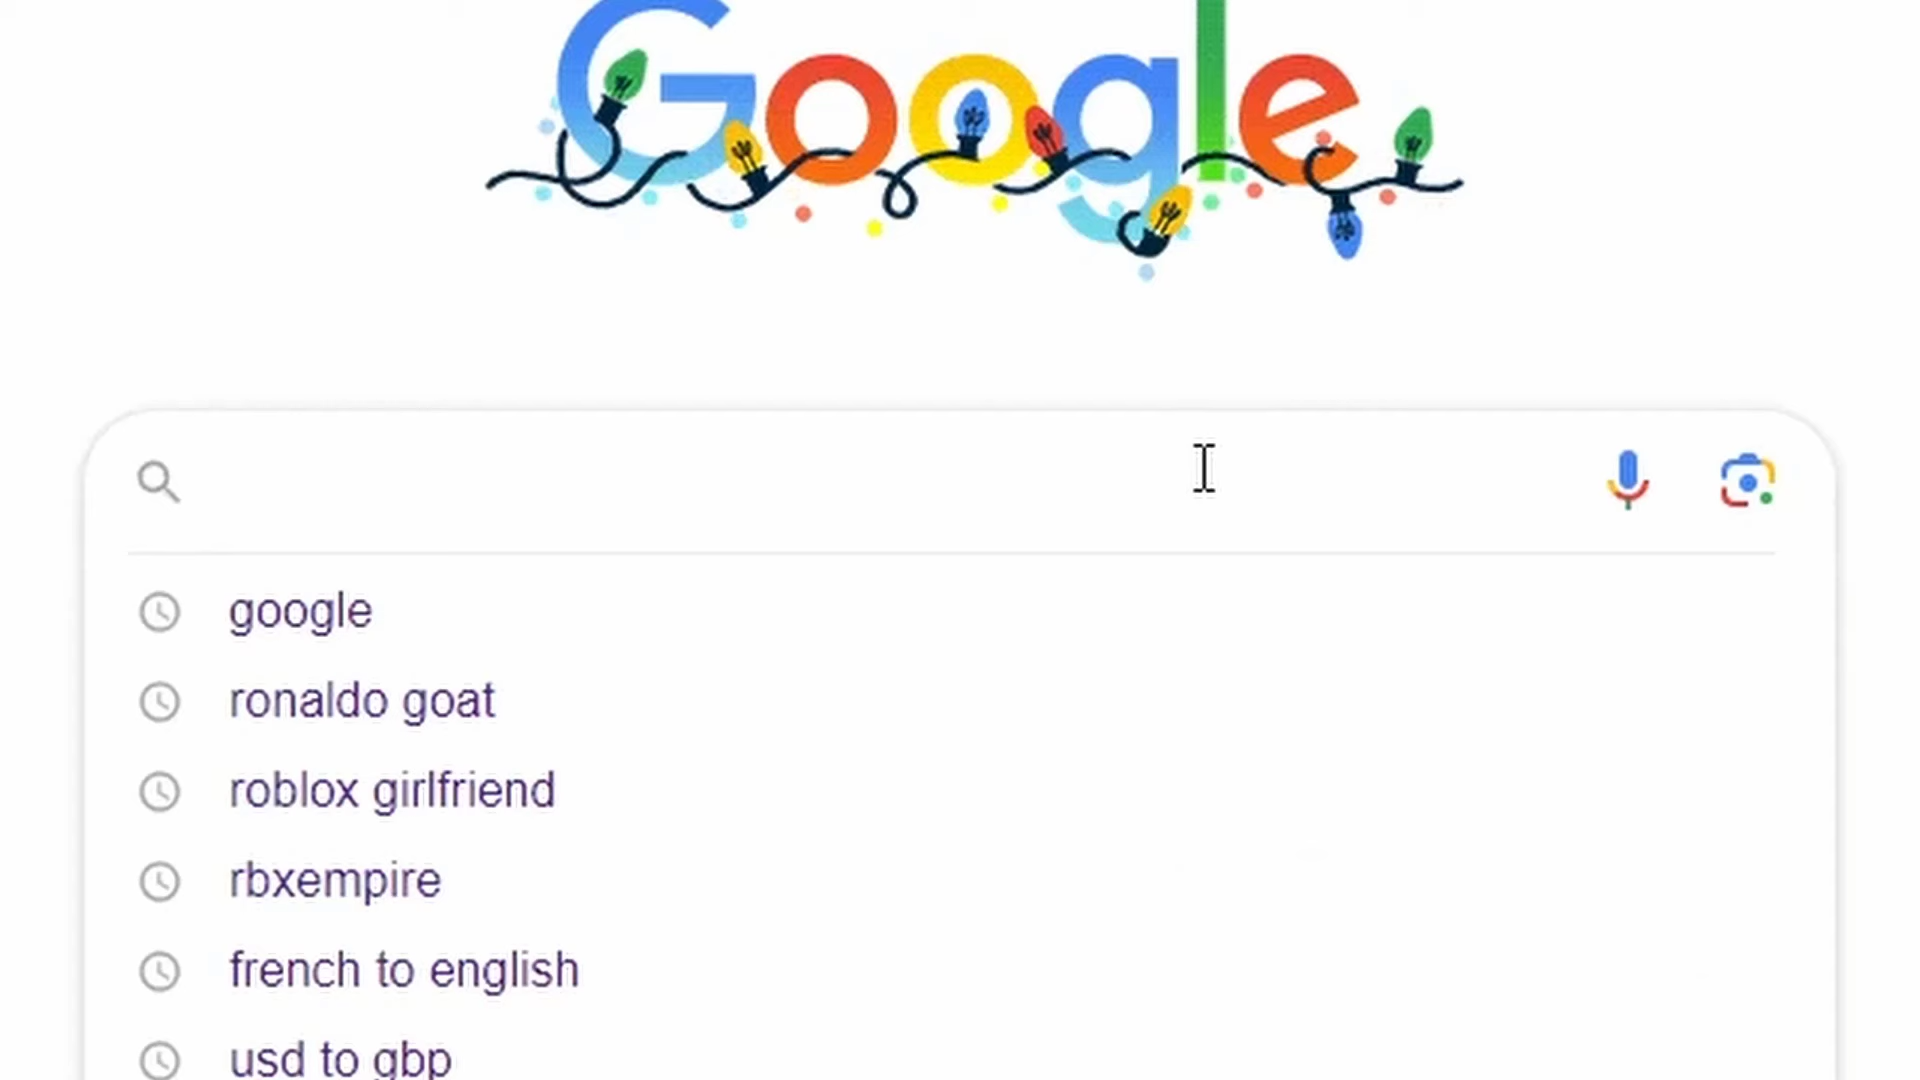 Google
google
ronaldo goat
roblox girlfriend
rbxempire
french to english
usd to gbp